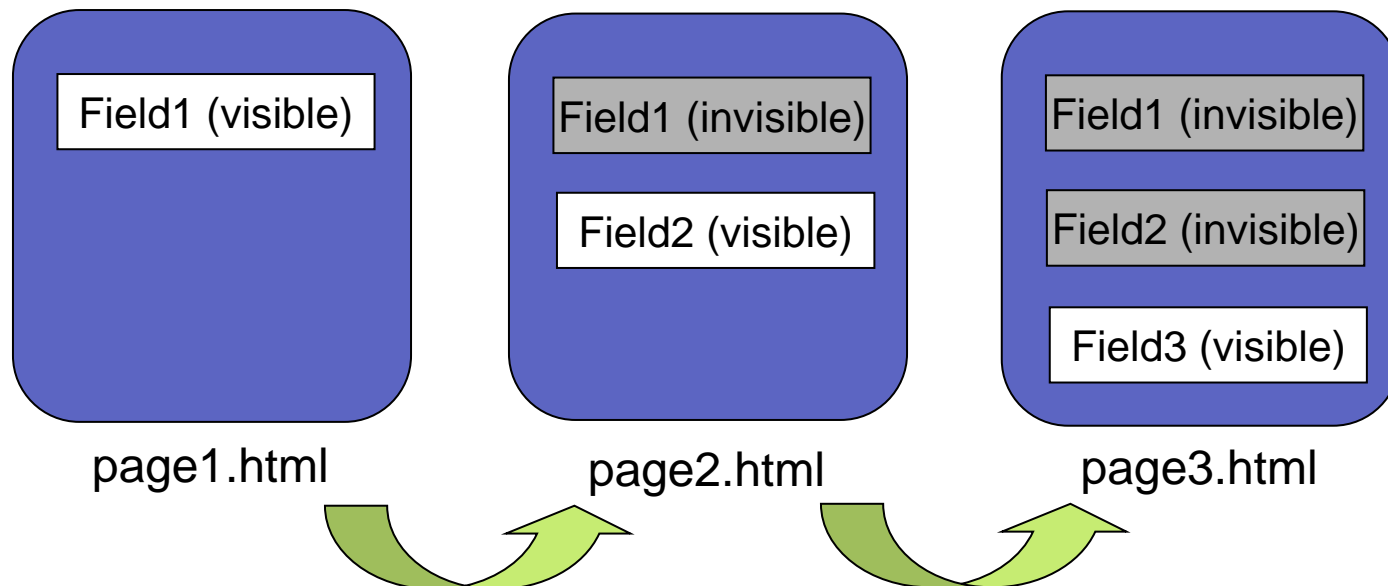 Field1 (visible)
page1.html
Field1 (invisible)
Field2 (visible)
page2.html
Field1 (invisible)
Field2 (invisible)
Field3 (visible)
page3.html